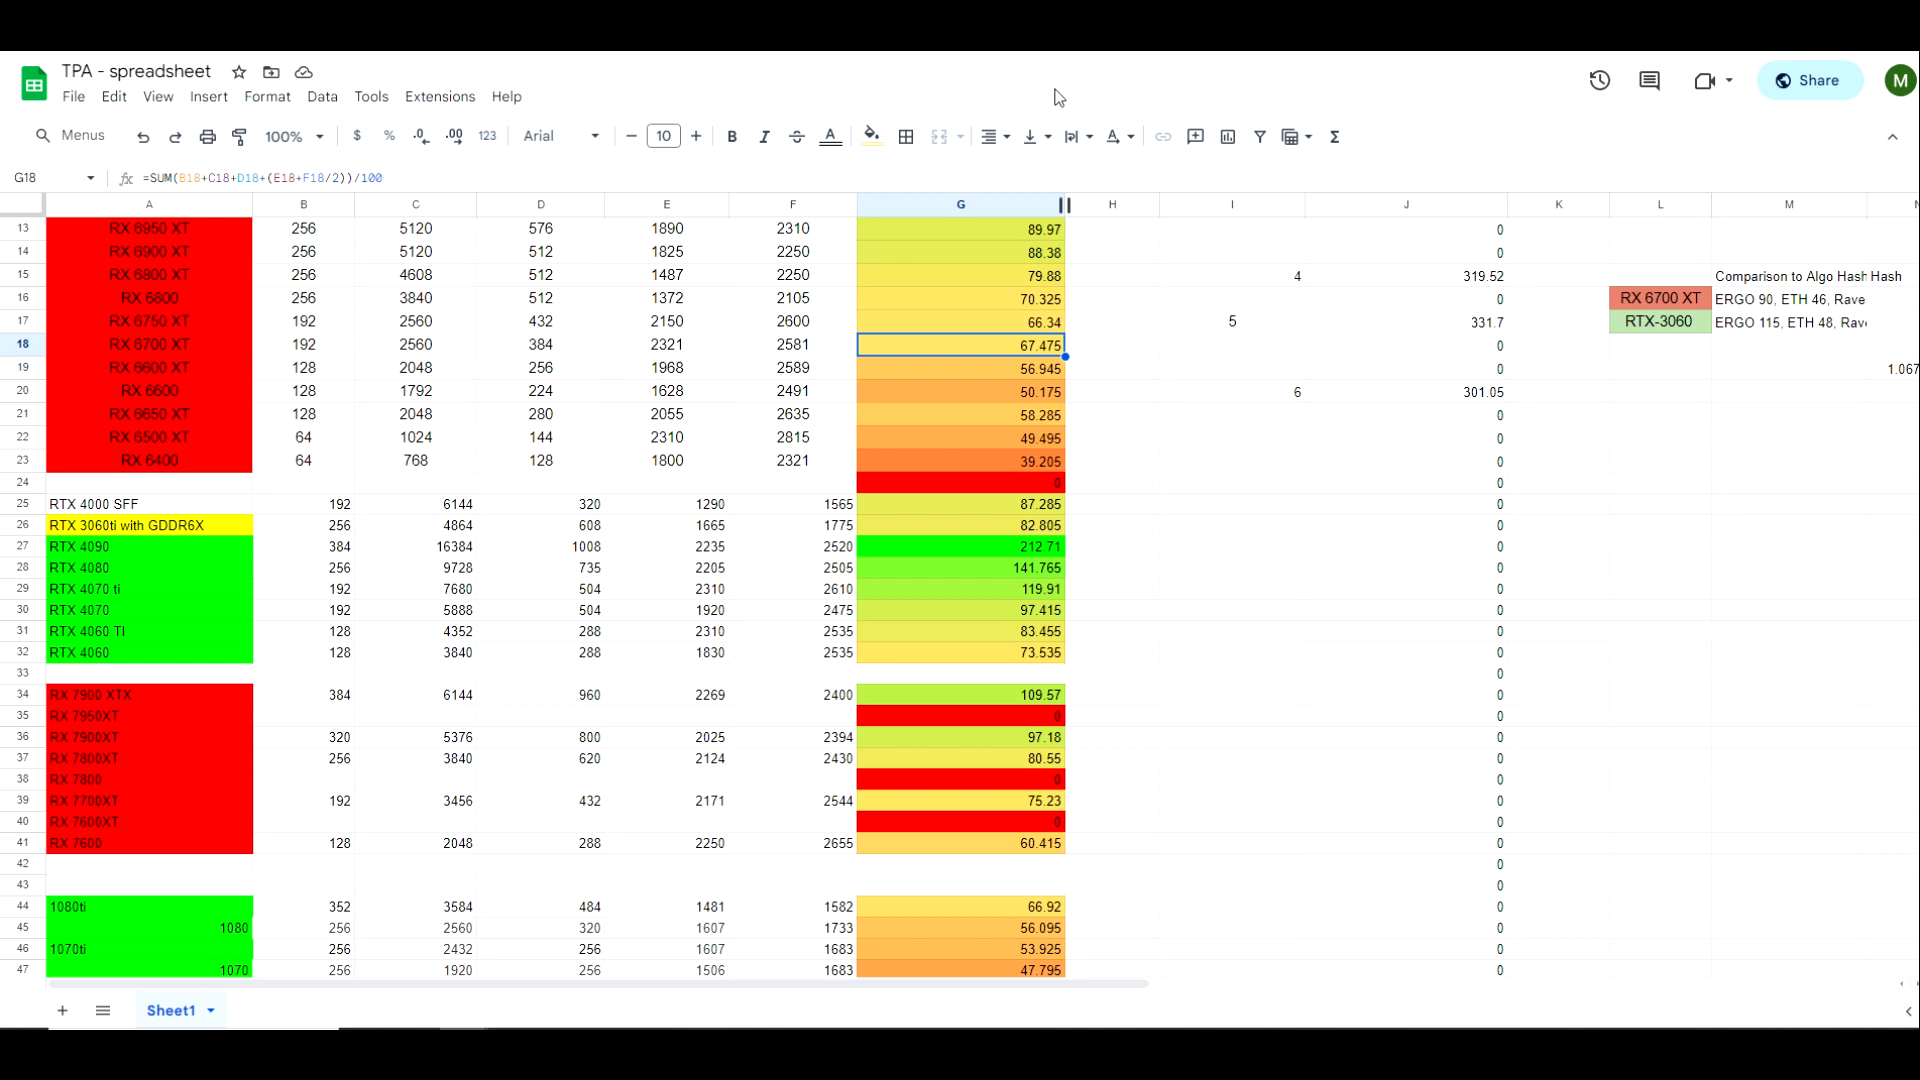 TPA - spreadsheet
File Edit View Insert Format Data Tools Extensions Help
Share
M
Menus 100% $ % .0 .00 123 Arial 10 B I A Σ
G18 fx =SUM(B18+C18+D18+(E18+F18/2))/100
A B C D E F G H I J K L M N
13 RX 6950 XT 256 5120 576 1890 2310 89.97 0
14 RX 6900 XT 256 5120 512 1825 2250 88.38 0
15 RX 6800 XT 256 4608 512 1487 2250 79.88 4 319.52 Comparison to Algo Hash Hash
16 RX 6800 256 3840 512 1372 2105 70.325 0 RX 6700 XT ERGO 90, ETH 46, Rave
17 RX 6750 XT 192 2560 432 2150 2600 66.34 5 331.7 RTX-3060 ERGO 115, ETH 48, Rav
18 RX 6700 XT 192 2560 384 2321 2581 67.475 0
19 RX 6600 XT 128 2048 256 1968 2589 56.945 0 1.067
20 RX 6600 128 1792 224 1628 2491 50.175 6 301.05
21 RX 6650 XT 128 2048 280 2055 2635 58.285 0
22 RX 6500 XT 64 1024 144 2310 2815 49.495 0
23 RX 6400 64 768 128 1800 2321 39.205 0
24 0 0
25 RTX 4000 SFF 192 6144 320 1290 1565 87.285 0
26 RTX 3060ti with GDDR6X 256 4864 608 1665 1775 82.805 0
27 RTX 4090 384 16384 1008 2235 2520 212.71 0
28 RTX 4080 256 9728 735 2205 2505 141.765 0
29 RTX 4070 ti 192 7680 504 2310 2610 119.91 0
30 RTX 4070 192 5888 504 1920 2475 97.415 0
31 RTX 4060 TI 128 4352 288 2310 2535 83.455 0
32 RTX 4060 128 3840 288 1830 2535 73.535 0
33 0
34 RX 7900 XTX 384 6144 960 2269 2400 109.57 0
35 RX 7950XT 0 0
36 RX 7900XT 320 5376 800 2025 2394 97.18 0
37 RX 7800XT 256 3840 620 2124 2430 80.55 0
38 RX 7800 0 0
39 RX 7700XT 192 3456 432 2171 2544 75.23 0
40 RX 7600XT 0 0
41 RX 7600 128 2048 288 2250 2655 60.415 0
42 0
43 0
44 1080ti 352 3584 484 1481 1582 66.92 0
45 1080 256 2560 320 1607 1733 56.095 0
46 1070ti 256 2432 256 1607 1683 53.925 0
47 1070 256 1920 256 1506 1683 47.795 0
Sheet1